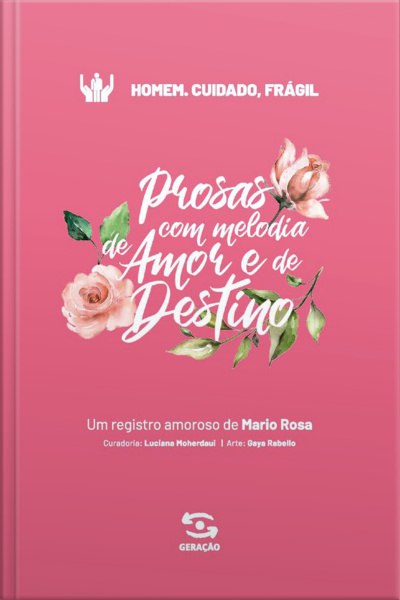 HOMEM. CUIDADO, FRÁGIL
Prosas
com melodia
de Amor e de
Destino
Um registro amoroso de Mario Rosa
Curadoria: Luciana Moherdaui | Arte: Gaya Rabello
GERAÇÃO